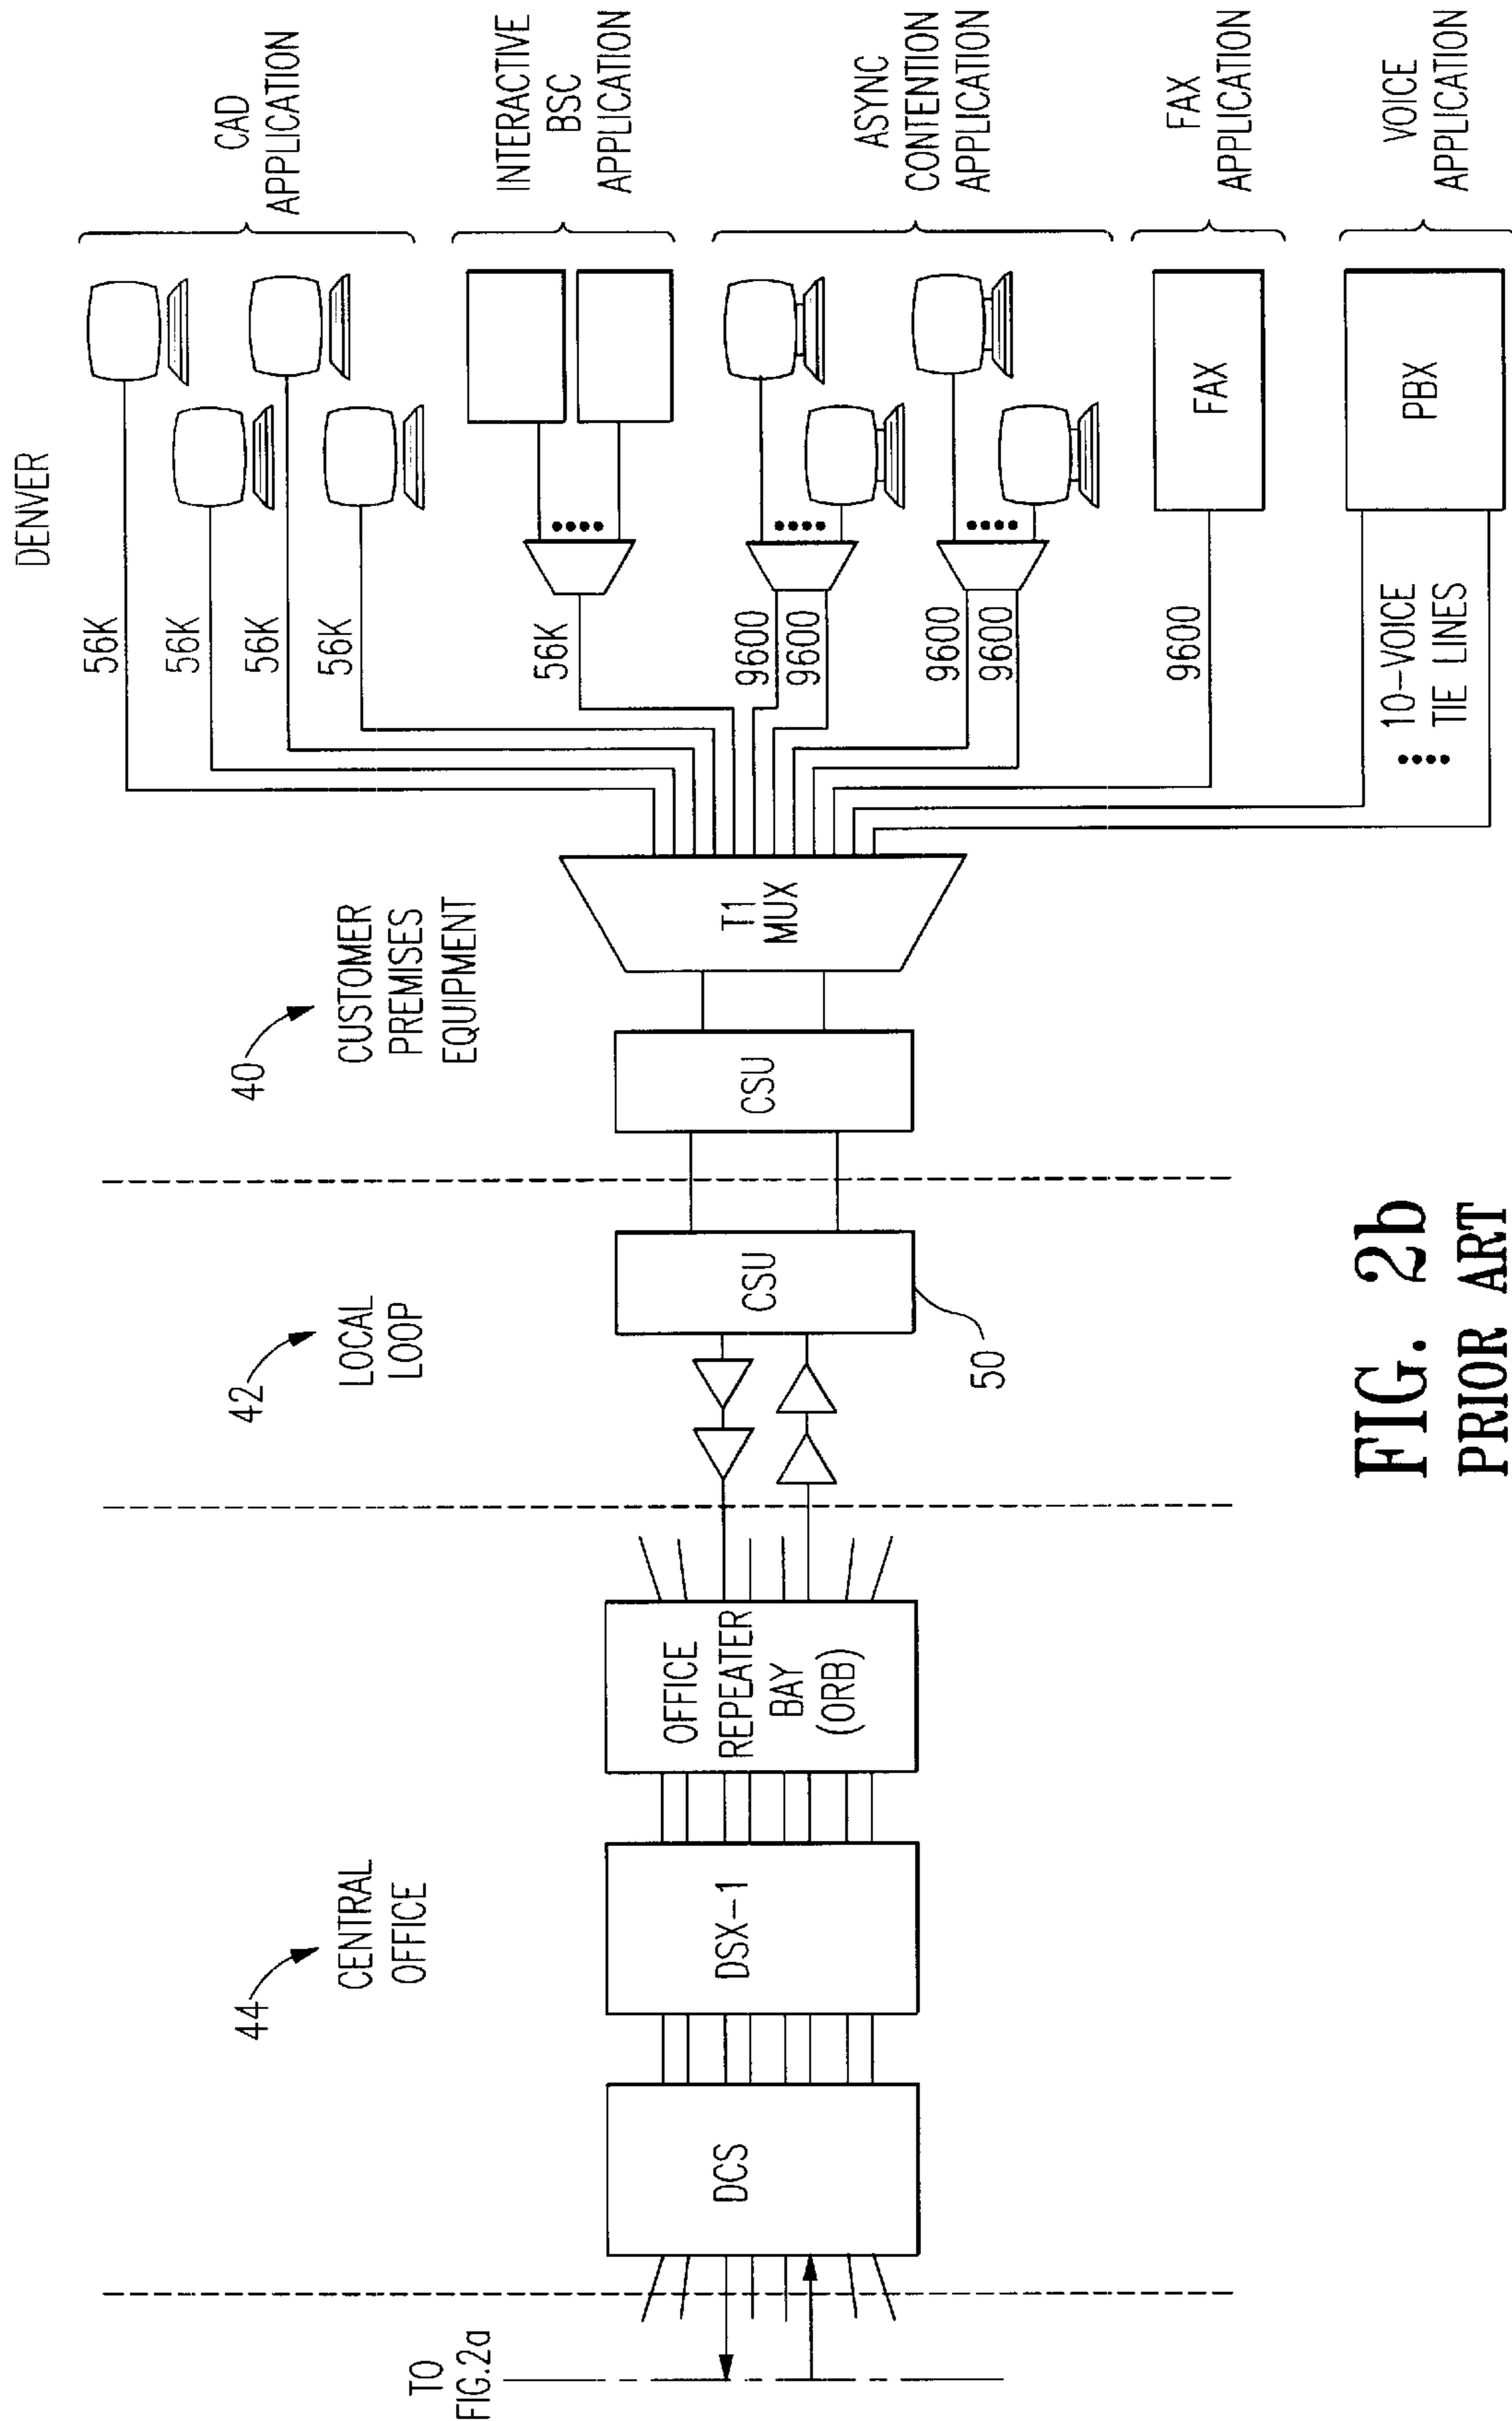 DENVER
44
CENTRAL
OFFICE
42
LOCAL
LOOP
40
CUSTOMER
PREMISES
EQUIPMENT
TO
FIG.2a
DCS
DSX-1
OFFICE
REPEATER
BAY
(ORB)
CSU
50
CSU
T1
MUX
56K
56K
56K
56K
56K
9600
9600
9600
9600
9600
10-VOICE
TIE LINES
FAX
PBX
CAD
APPLICATION
INTERACTIVE
BSC
APPLICATION
ASYNC
CONTENTION
APPLICATION
FAX
APPLICATION
VOICE
APPLICATION
FIG. 2b
PRIOR ART